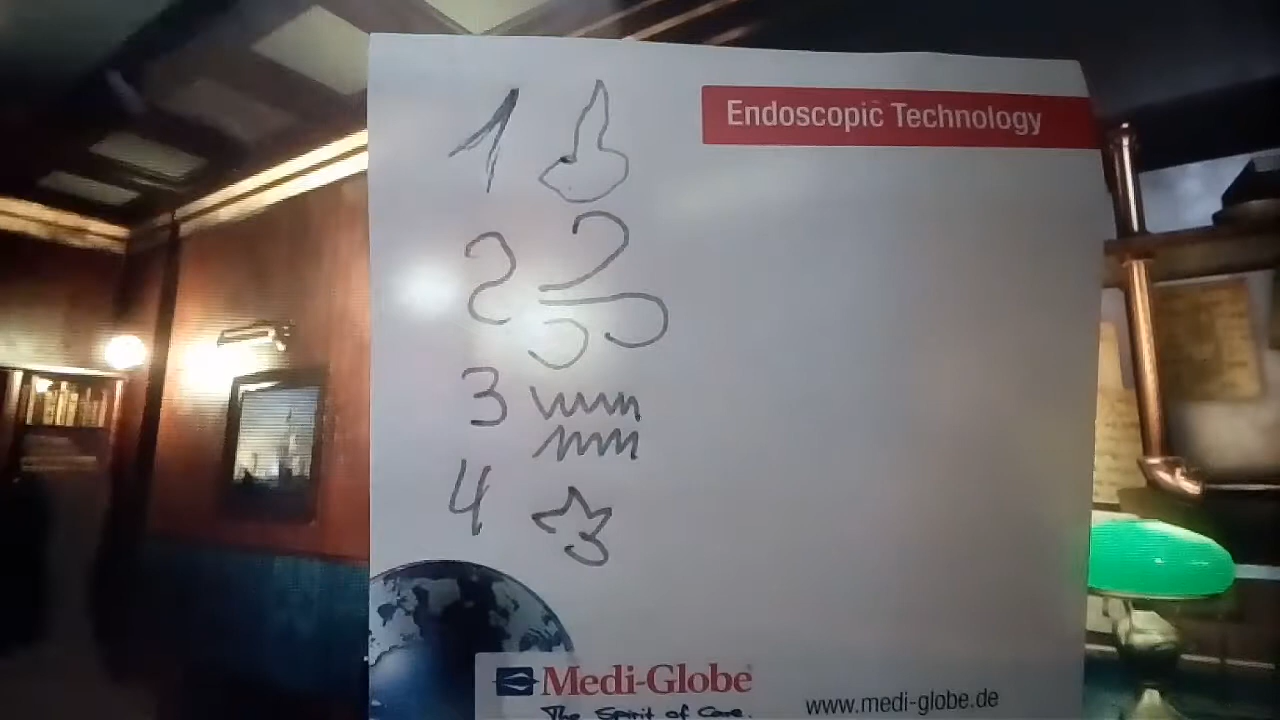 Endoscopic Technology
1
2
3
4
Medi-Globe
The Spirit of Care.
www.medi-globe.de